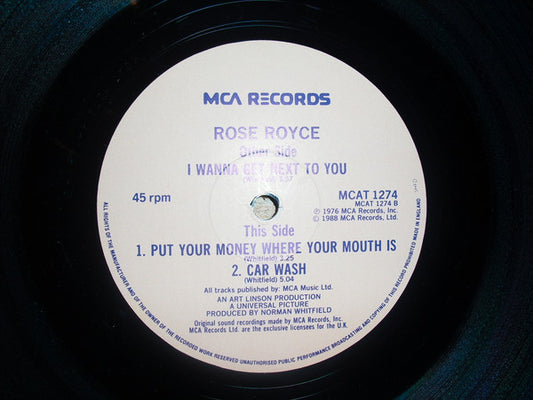 MCA RECORDS
ROSE ROYCE
Other Side
I WANNA GET NEXT TO YOU
(Whitfield) 3.57
45 rpm
MCAT 1274
MCAT 1274 B
℗ 1976 MCA Records, Inc.
© 1988 MCA Records, Ltd.
This Side
1. PUT YOUR MONEY WHERE YOUR MOUTH IS
(Whitfield) 3.25
2. CAR WASH
(Whitfield) 5.04
All tracks published by: MCA Music Ltd.
AN ART LINSON PRODUCTION
A UNIVERSAL PICTURE
PRODUCED BY NORMAN WHITFIELD
Original sound recordings made by MCA Records, Inc.
MCA Records Ltd. are the exclusive licensees for the U.K
ALL RIGHTS OF THE MANUFACTURER AND OF THE OWNER OF THE RECORDED WORK RESERVED UNAUTHORISED PUBLIC PERFORMANCE BROADCASTING AND COPYING OF THIS RECORD PROHIBITED MADE IN ENGLAND